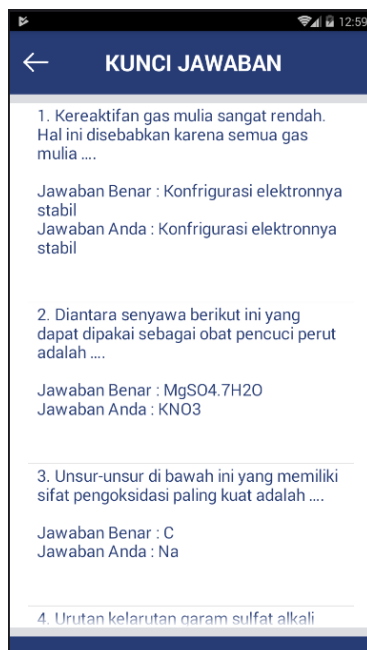 12:59
KUNCI JAWABAN
1. Kereaktifan gas mulia sangat rendah.
Hal ini disebabkan karena semua gas
mulia ....
Jawaban Benar : Konfrigurasi elektronnya
stabil
Jawaban Anda : Konfrigurasi elektronnya
stabil
2. Diantara senyawa berikut ini yang
dapat dipakai sebagai obat pencuci perut
adalah ....
Jawaban Benar : MgSO4.7H2O
Jawaban Anda : KNO3
3. Unsur-unsur di bawah ini yang memiliki
sifat pengoksidasi paling kuat adalah ....
Jawaban Benar : C
Jawaban Anda : Na
4. Urutan kelarutan garam sulfat alkali